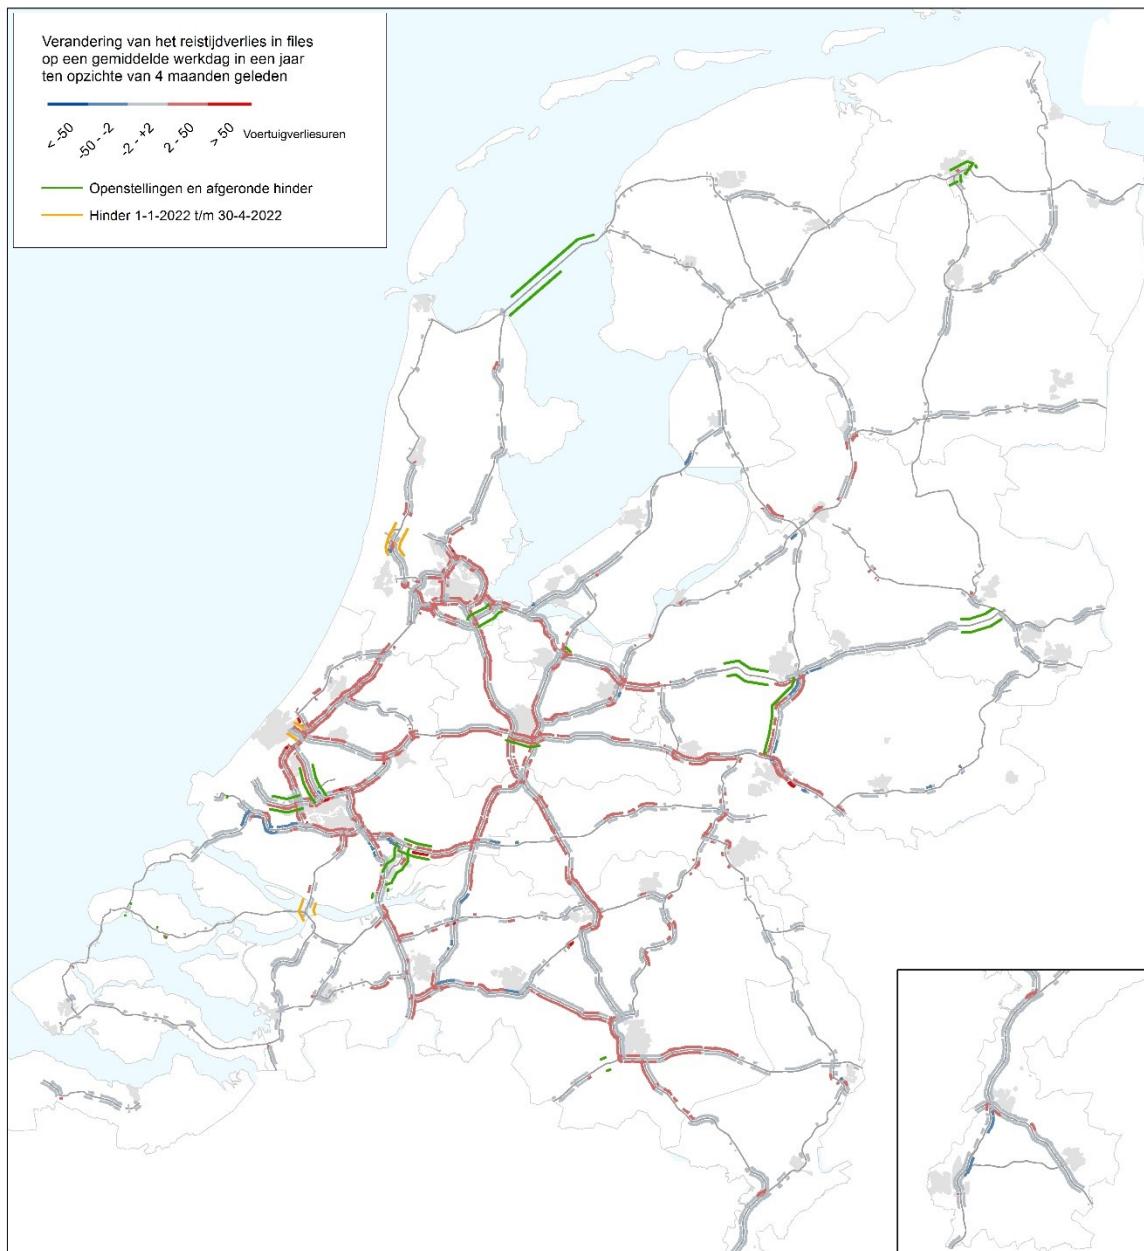 Verandering van het reistijdverlies in files
op een gemiddelde werkdag in een jaar
ten opzichte van 4 maanden geleden
< -50
-50 - -2
-2 - +2
2 - 50
> 50
Voertuigverliesuren
Openstellingen en afgeronde hinder
Hinder 1-1-2022 t/m 30-4-2022